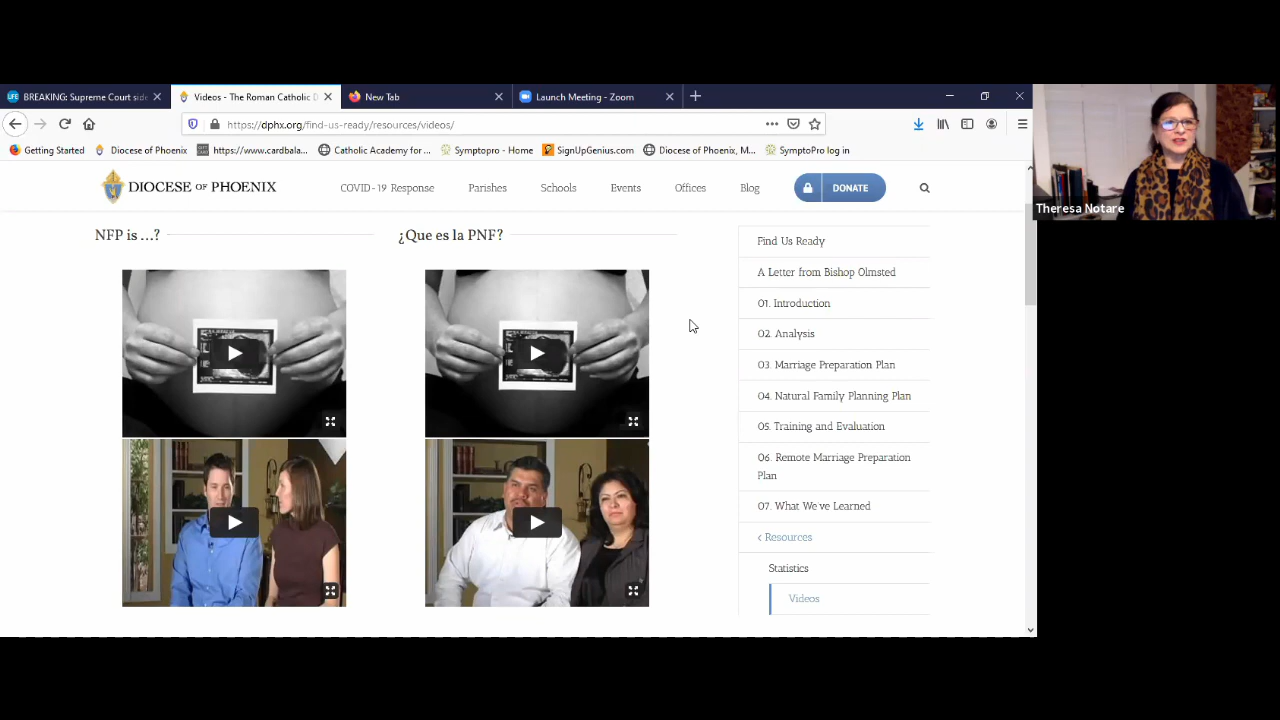 BREAKING: Supreme Court side
Videos - The Roman Catholic D
New Tab
Launch Meeting - Zoom
https://dphx.org/find-us-ready/resources/videos/
Getting Started
Diocese of Phoenix
https://www.cardbala...
Catholic Academy for ...
Symptopro - Home
SignUpGenius.com
Diocese of Phoenix, M...
SymptoPro log in
DIOCESE OF PHOENIX
COVID-19 Response
Parishes
Schools
Events
Offices
Blog
DONATE
Theresa Notare
NFP is ...?
¿Que es la PNF?
Find Us Ready
A Letter from Bishop Olmsted
01. Introduction
02. Analysis
03. Marriage Preparation Plan
04. Natural Family Planning Plan
05. Training and Evaluation
06. Remote Marriage Preparation
Plan
07. What We've Learned
< Resources
Statistics
Videos